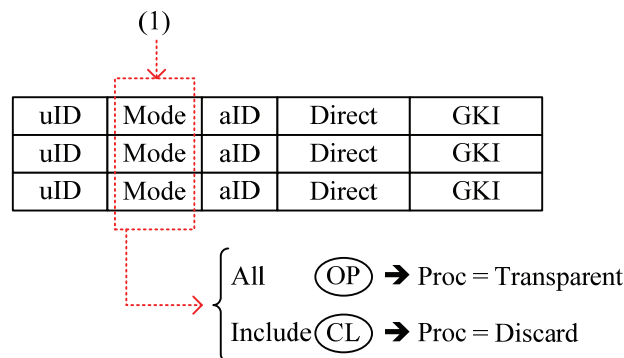 (1)
uID Mode aID Direct GKI
uID Mode aID Direct GKI
uID Mode aID Direct GKI
All OP ➔ Proc = Transparent
Include CL ➔ Proc = Discard